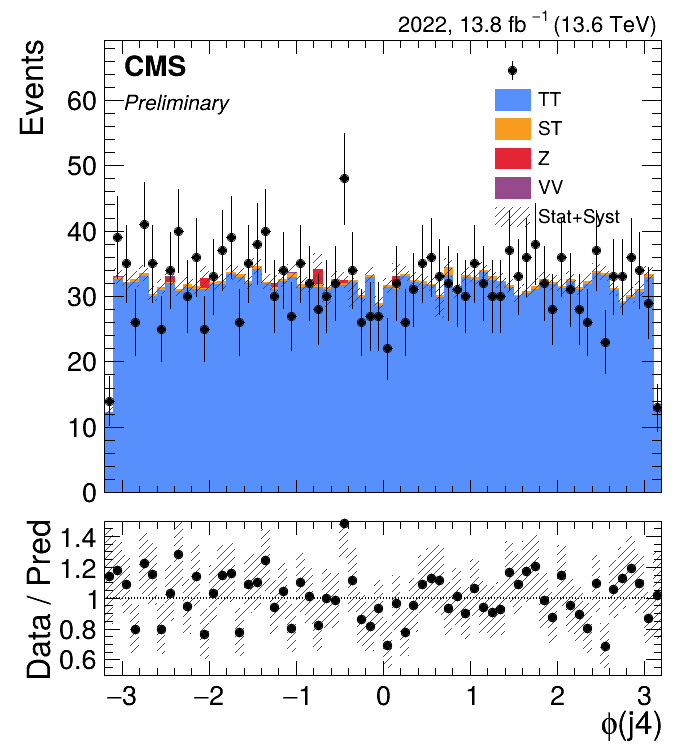 2022, 13.8 fb⁻¹ (13.6 TeV)
Events
CMS
Preliminary
TT
ST
Z
VV
Stat+Syst
60
50
40
30
20
10
0
Data / Pred
1.4
1.2
1
0.8
0.6
−3 −2 −1 0 1 2 3
ϕ(j4)